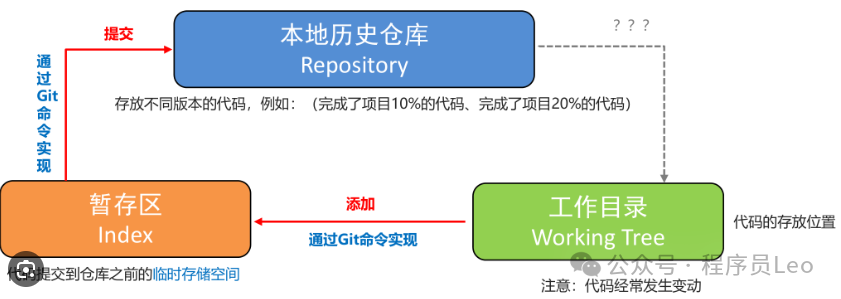 提交
本地历史仓库
Repository
? ? ?
通过Git命令实现
存放不同版本的代码，例如：（完成了项目10%的代码、完成了项目20%的代码）
暂存区
Index
添加
通过Git命令实现
工作目录
Working Tree
代码的存放位置
代码提交到仓库之前的临时存储空间
公众号 · 程序员Leo
注意：代码经常发生变动